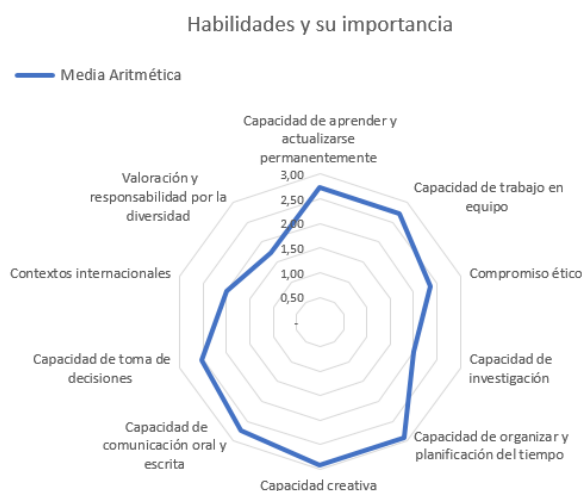 Habilidades y su importancia
Media Aritmética
Capacidad de aprender y
actualizarse
permanentemente
Capacidad de trabajo en
equipo
Compromiso ético
Capacidad de
investigación
Capacidad de organizar y
planificación del tiempo
Capacidad creativa
Capacidad de
comunicación oral y
escrita
Capacidad de toma de
decisiones
Contextos internacionales
Valoración y
responsabilidad por la
diversidad
3,00
2,50
2,00
1,50
1,00
0,50
-